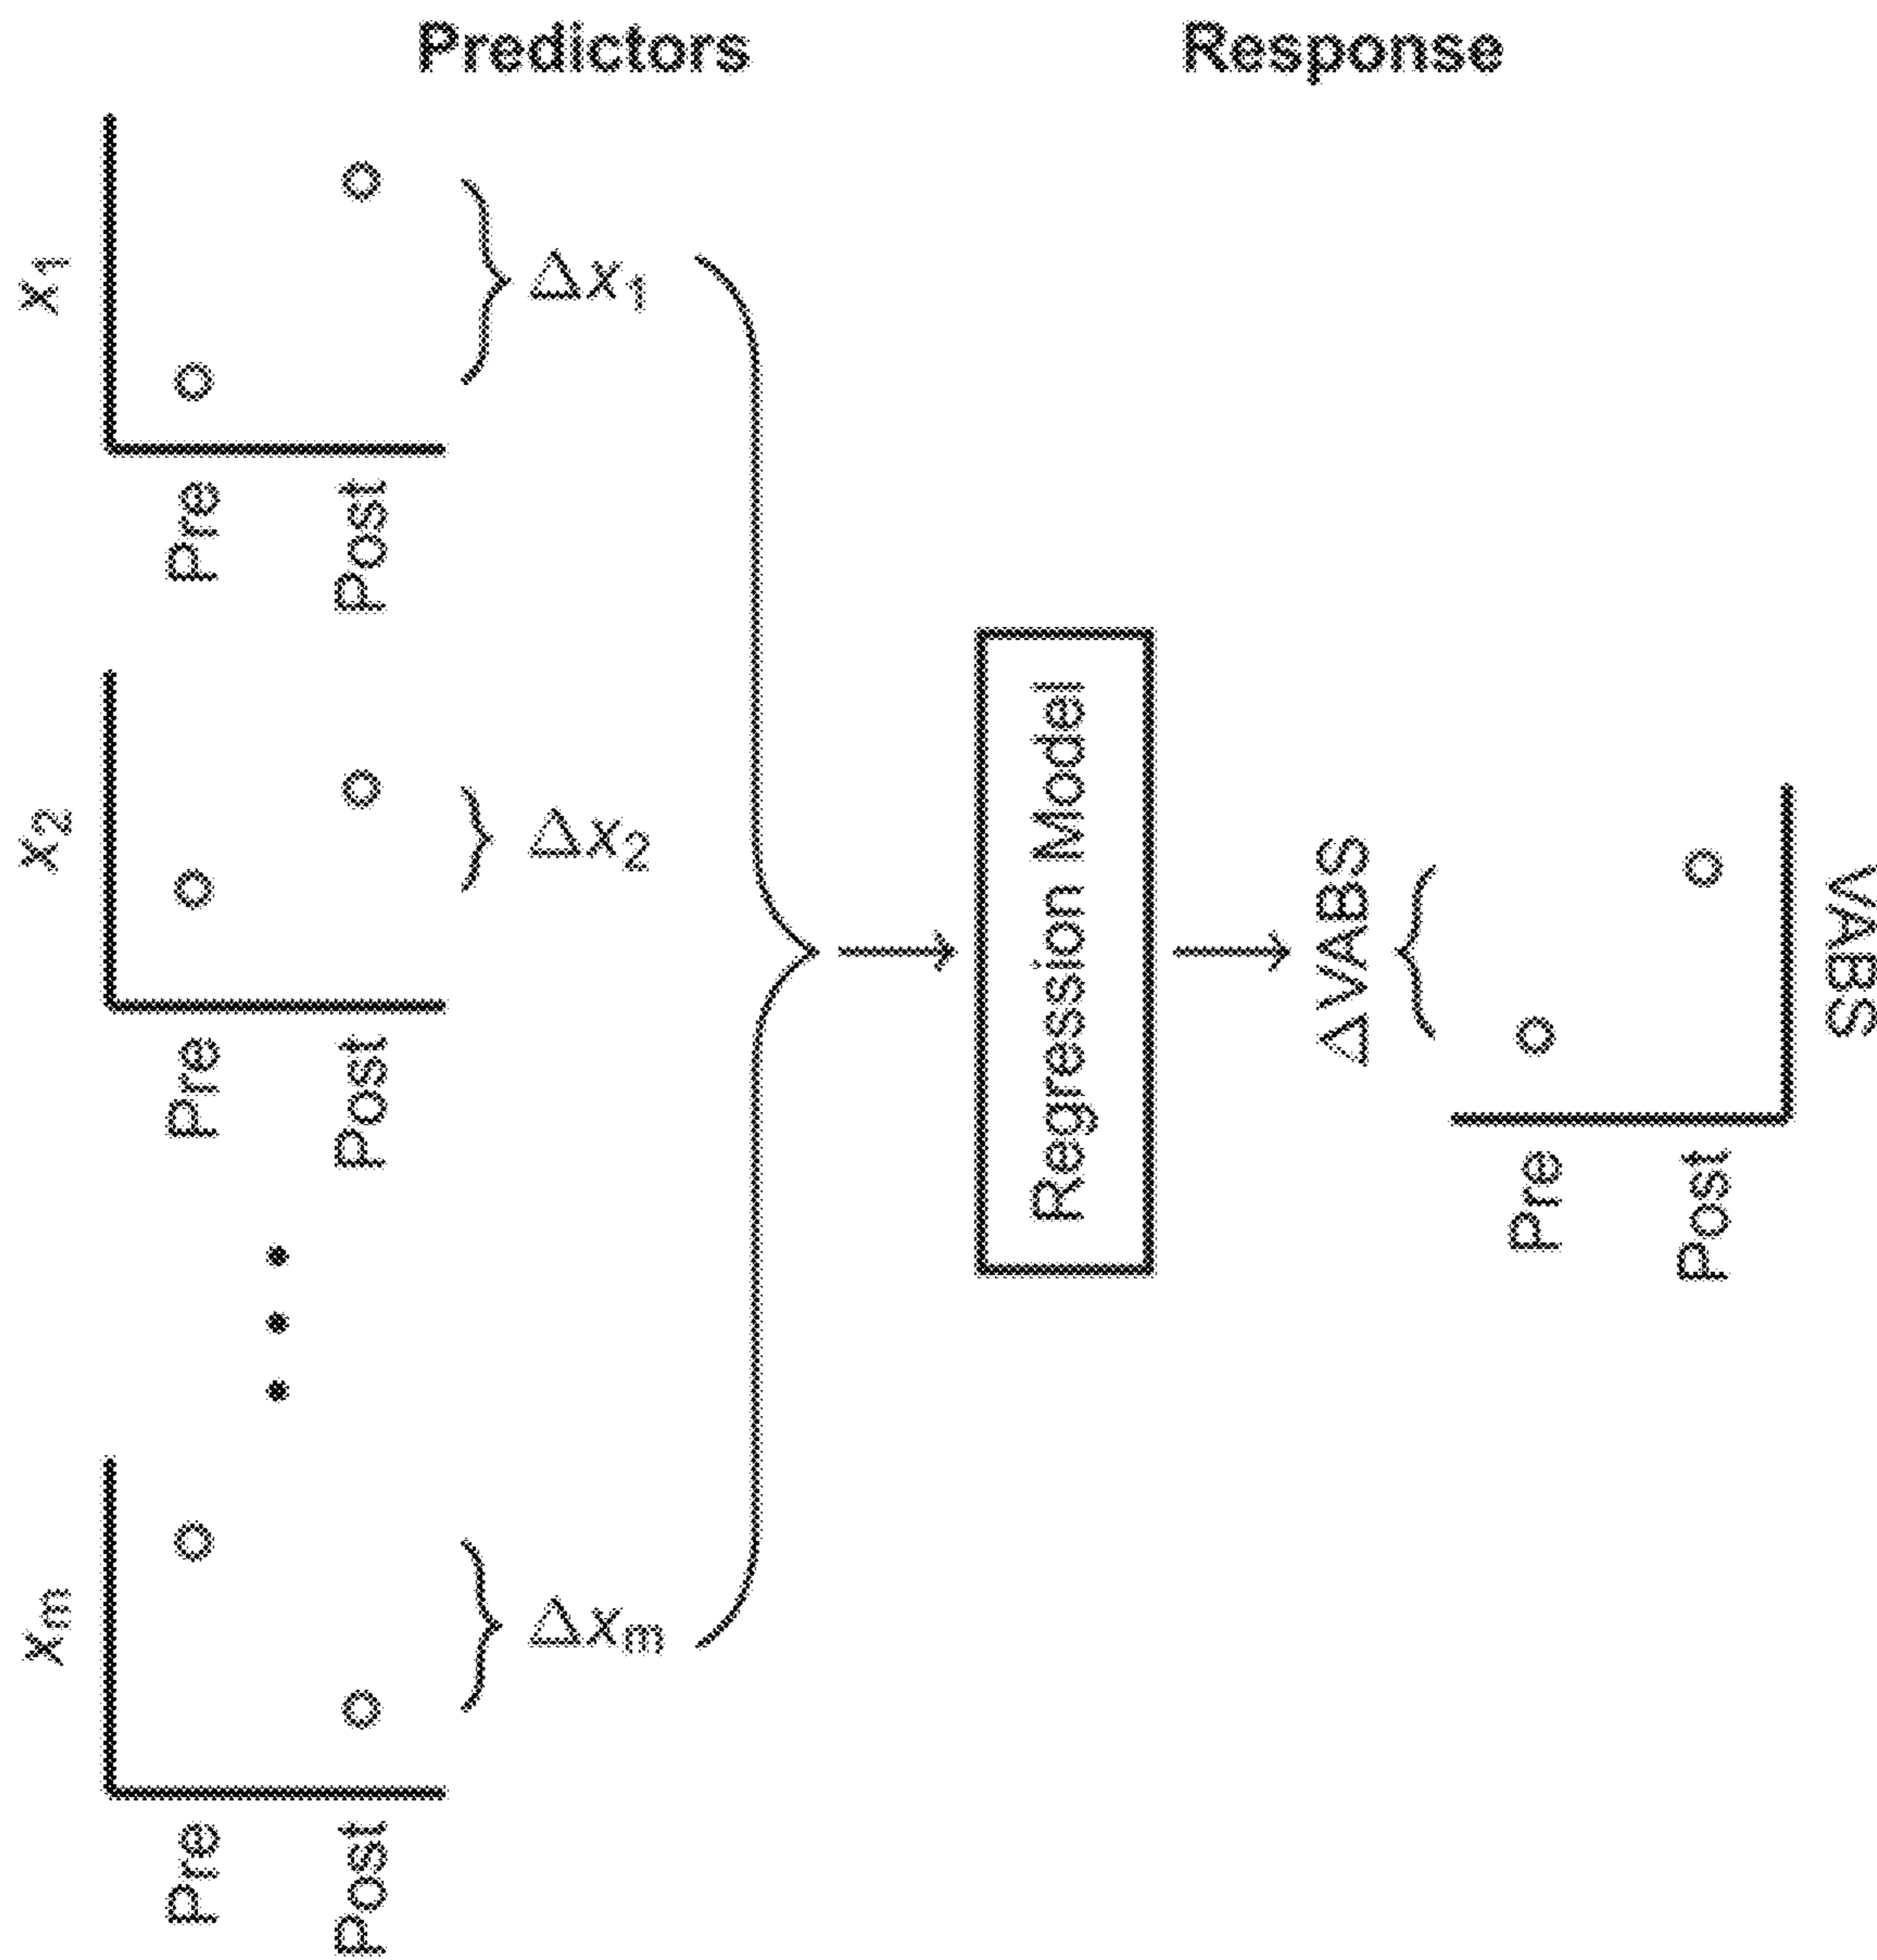 Predictors
Response
x1
Pre
Post
Δx1
x2
Pre
Post
Δx2
xm
Pre
Post
Δxm
Regression Model
ΔVABS
Pre
Post
VABS